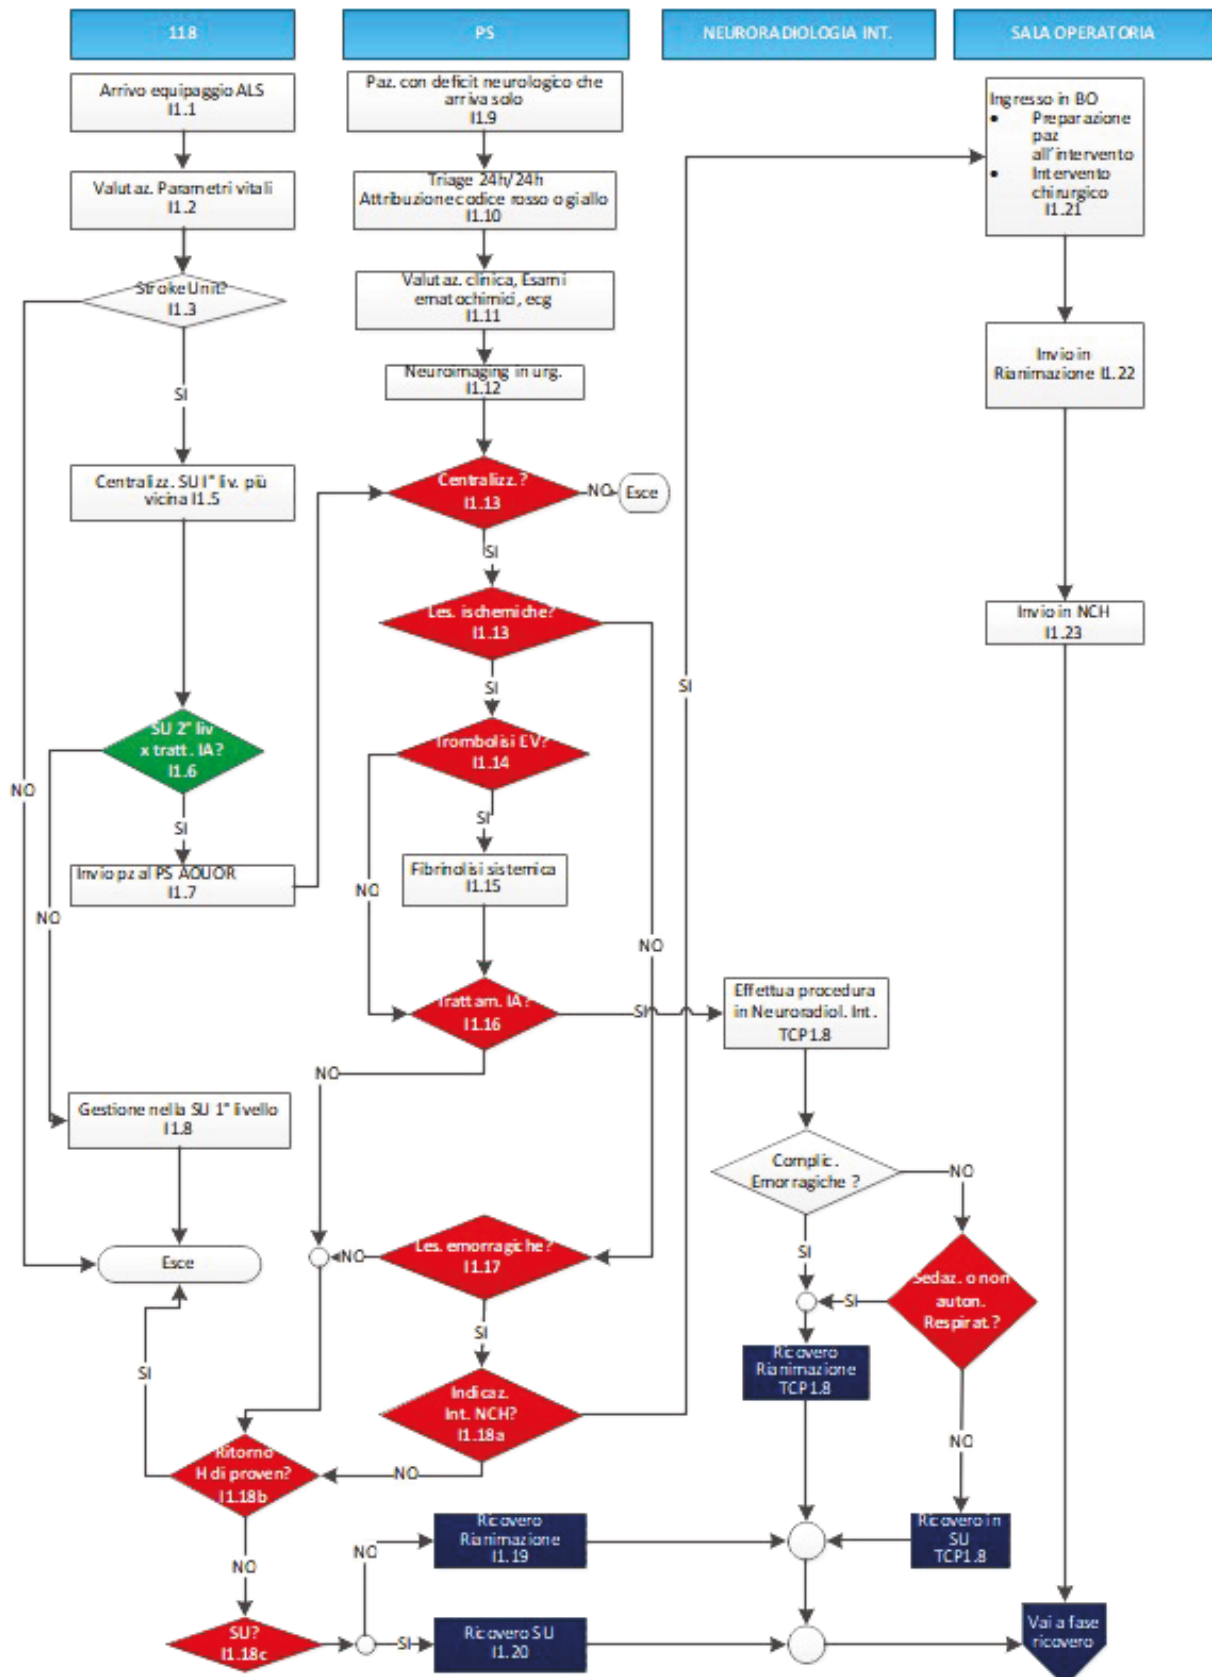 118
PS
NEURORADIOLOGIA INT.
SALA OPERATORIA
Arrivo equipaggio ALS
I1.1
Valutaz. Parametri vitali
I1.2
Stroke Unit?
I1.3
SI
NO
Centralizz. SU I° liv. più
vicina I1.5
SU 2° liv
x tratt. IA?
I1.6
SI
NO
Invio pz al PS AOUOR
I1.7
Gestione nella SU 1° livello
I1.8
Esce
Paz. con deficit neurologico che
arriva solo
I1.9
Triage 24h/24h
Attribuzione codice rosso o giallo
I1.10
Valutaz. clinica, Esami
ematochimici, ecg
I1.11
Neuroimaging in urg.
I1.12
Centralizz.?
I1.13
NO
Esce
SI
Les. ischemiche?
I1.13
SI
NO
Trombolisi EV?
I1.14
SI
NO
Fibrinolisi sistemica
I1.15
Trattam. IA?
I1.16
SI
NO
Les. emorragiche?
I1.17
NO
SI
Indicaz.
Int. NCH?
I1.18a
SI
NO
Ritorno
H di proven?
I1.18b
SI
NO
SU?
I1.18c
NO
SI
Ricovero
Rianimazione
I1.19
Ricovero SU
I1.20
Effettua procedura
in Neuroradiol. Int.
TCP1.8
Complic.
Emorragiche ?
NO
SI
Sedaz. o non
auton.
Respirat.?
SI
NO
Ricovero
Rianimazione
TCP1.8
Ricovero in
SU
TCP1.8
Ingresso in BO
• Preparazione
paz
all'intervento
• Intervento
chirurgico
I1.21
Invio in
Rianimazione I1.22
Invio in NCH
I1.23
Vai a fase
ricovero